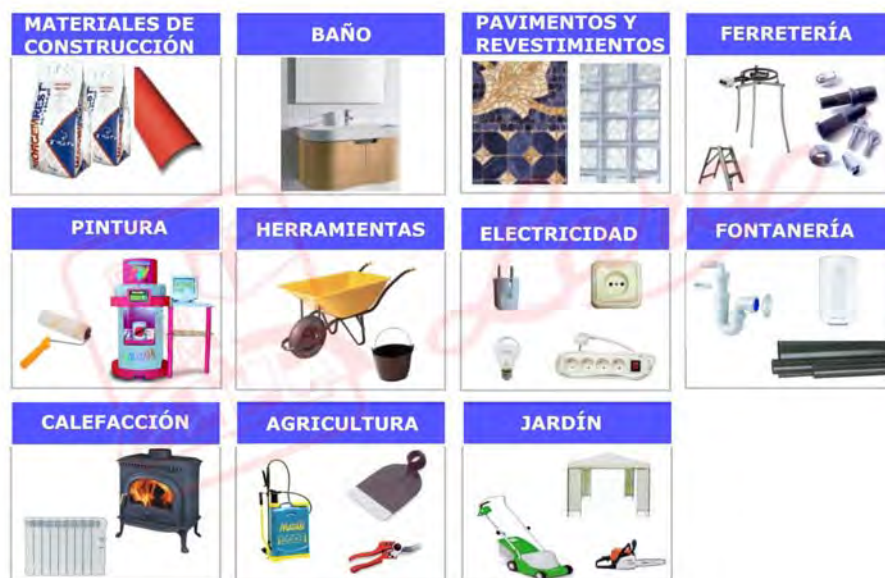 MATERIALES DE
CONSTRUCCIÓN
BAÑO
PAVIMENTOS Y
REVESTIMIENTOS
FERRETERÍA
PINTURA
HERRAMIENTAS
ELECTRICIDAD
FONTANERÍA
CALEFACCIÓN
AGRICULTURA
JARDÍN